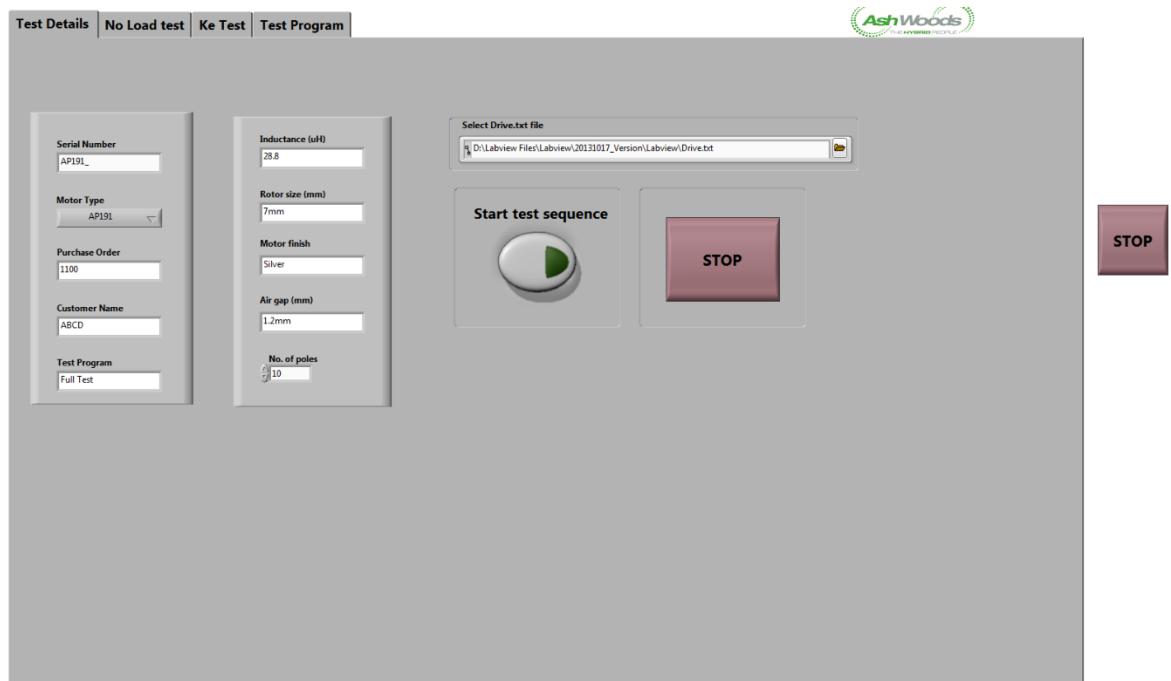 Test Details
No Load test
Ke Test
Test Program
AshWoods
THE HYBRID PEOPLE
Serial Number
AP191_
Motor Type
AP191
Purchase Order
1100
Customer Name
ABCD
Test Program
Full Test
Inductance (uH)
28.8
Rotor size (mm)
7mm
Motor finish
Silver
Air gap (mm)
1.2mm
No. of poles
10
Select Drive.txt file
D:\Labview Files\Labview\20131017_Version\Labview\Drive.txt
Start test sequence
STOP
STOP